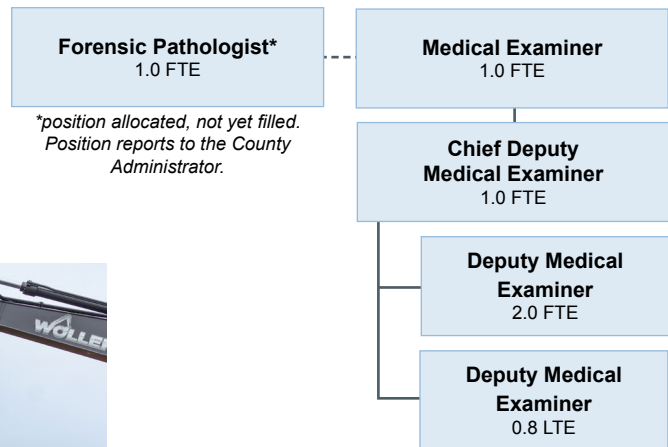 Forensic Pathologist*
1.0 FTE
*position allocated, not yet filled.
Position reports to the County
Administrator.
Medical Examiner
1.0 FTE
Chief Deputy
Medical Examiner
1.0 FTE
Deputy Medical
Examiner
2.0 FTE
Deputy Medical
Examiner
0.8 LTE